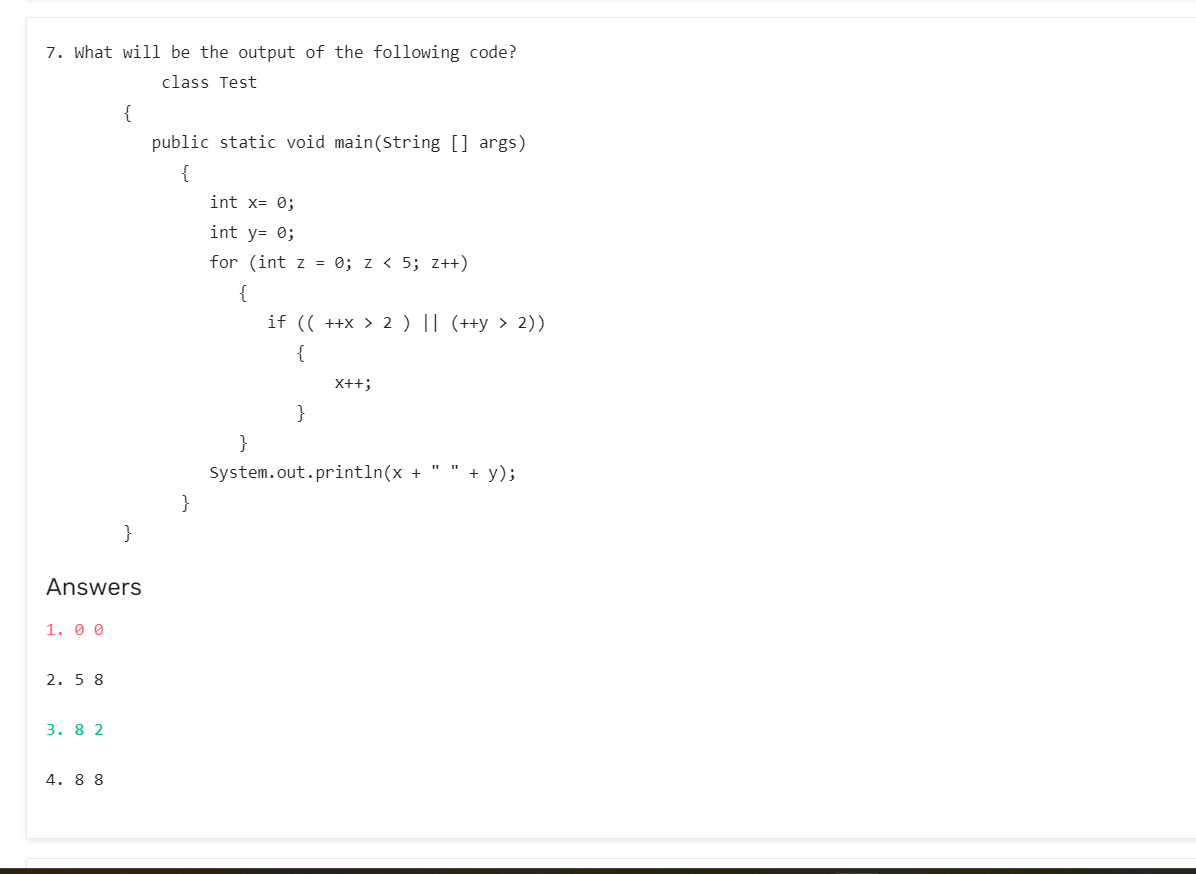 7. What will be the output of the following code?
class Test
{
public static void main(String [] args)
{
int x= 0;
int y= 0;
for (int z = 0; z < 5; z++)
{
if (( ++x > 2 ) || (++y > 2))
{
x++;
}
}
System.out.println(x + " " + y);
}
}
Answers
1. 0 0
2. 5 8
3. 8 2
4. 8 8